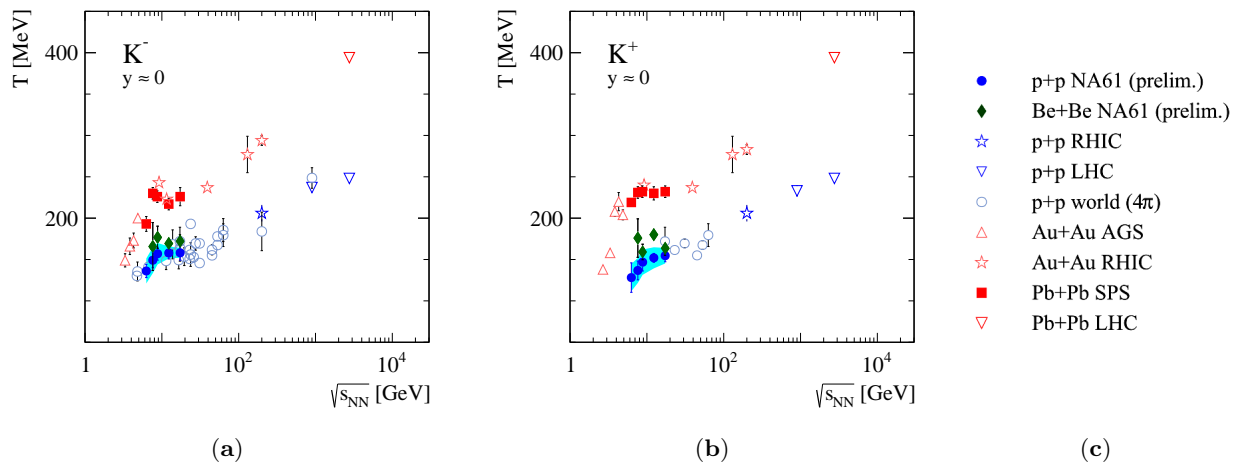 T [MeV]
400
200
K⁻
y ≈ 0
1
10²
10⁴
√s_NN [GeV]
(a)
T [MeV]
400
200
K⁺
y ≈ 0
1
10²
10⁴
√s_NN [GeV]
(b)
p+p NA61 (prelim.)
Be+Be NA61 (prelim.)
p+p RHIC
p+p LHC
p+p world (4π)
Au+Au AGS
Au+Au RHIC
Pb+Pb SPS
Pb+Pb LHC
(c)